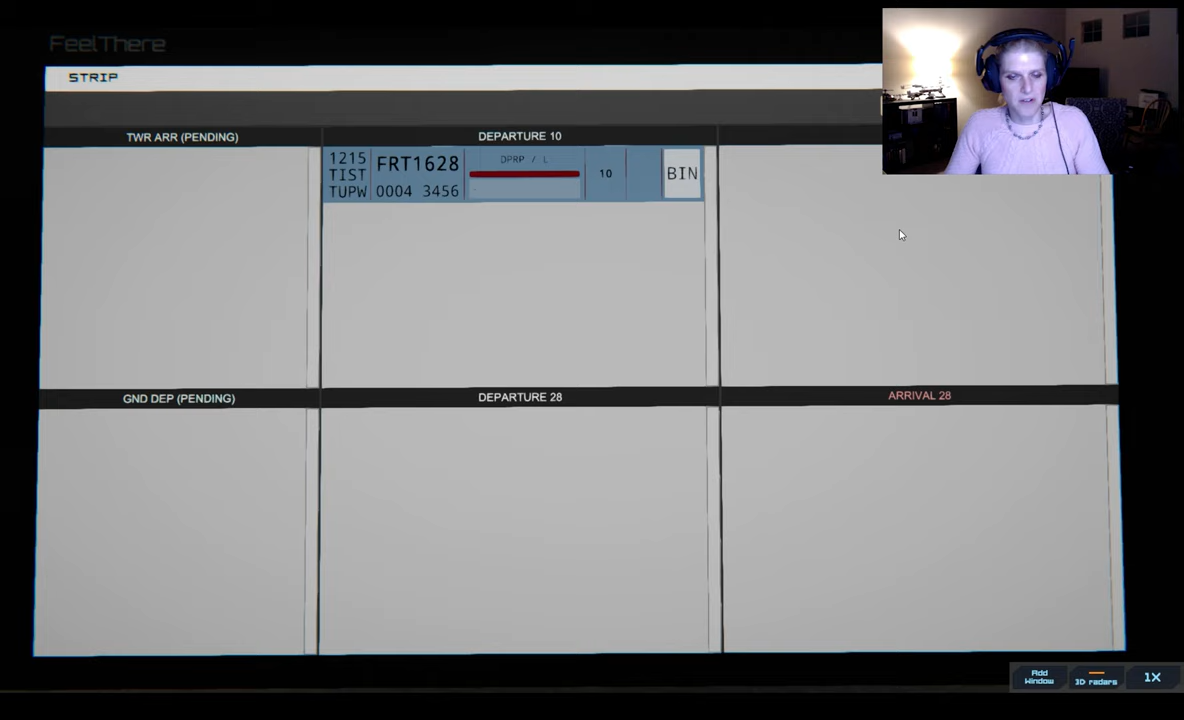 FeelThere
STRIP
TWR ARR (PENDING)
DEPARTURE 10
1215
TIST
TUPW
FRT1628
0004 3456
DPRP / L
10
BIN
GND DEP (PENDING)
DEPARTURE 28
ARRIVAL 28
Add
Window
3D radars
1X